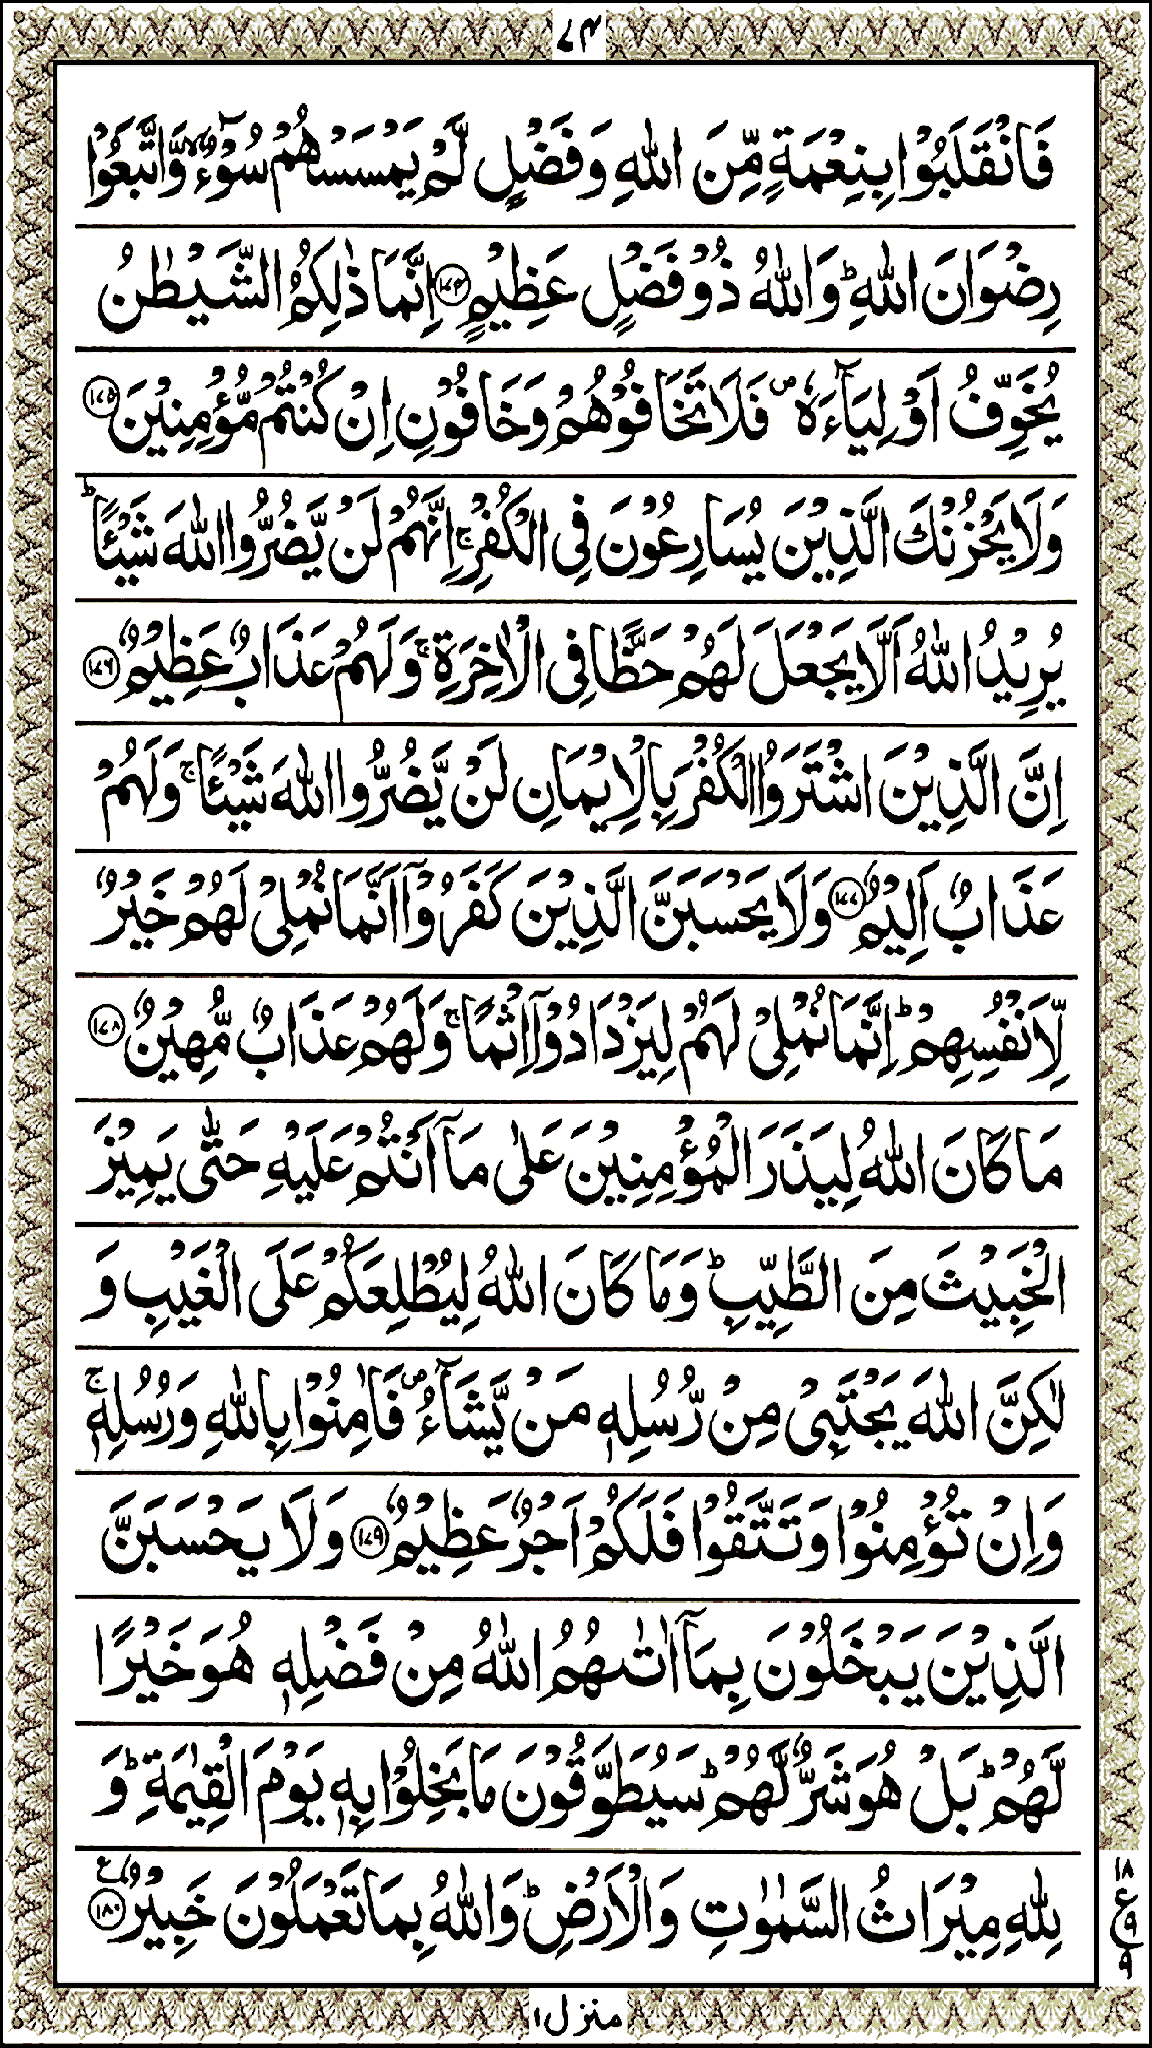 لن ۴
فَانْقَلَبُوْا بِنِعْمَةٍ مِّنَ اللّٰهِ وَفَضْلٍ لَّمْ يَمْسَسْهُمْ سُوْٓءٌ ۙ وَّاتَّبَعُوْا
رِضْوَانَ اللّٰهِ ؕ وَاللّٰهُ ذُوْ فَضْلٍ عَظِيْمٍ ﴿۱۷۴﴾ اِنَّمَا ذٰلِكُمُ الشَّيْطٰنُ
يُخَوِّفُ اَوْلِيَآءَهٗ ۪ فَلَا تَخَافُوْهُمْ وَخَافُوْنِ اِنْ كُنْتُمْ مُّؤْمِنِيْنَ ﴿۱۷۵﴾
وَلَا يَحْزُنْكَ الَّذِيْنَ يُسَارِعُوْنَ فِى الْكُفْرِ ۚ اِنَّهُمْ لَنْ يَّضُرُّوا اللّٰهَ شَيْئًا ؕ
يُرِيْدُ اللّٰهُ اَلَّا يَجْعَلَ لَهُمْ حَظًّا فِى الْاٰخِرَةِ ۚ وَلَهُمْ عَذَابٌ عَظِيْمٌ ﴿۱۷۶﴾
اِنَّ الَّذِيْنَ اشْتَرَوُا الْكُفْرَ بِالْاِيْمَانِ لَنْ يَّضُرُّوا اللّٰهَ شَيْئًا ۚ وَلَهُمْ
عَذَابٌ اَلِيْمٌ ﴿۱۷۷﴾ وَلَا يَحْسَبَنَّ الَّذِيْنَ كَفَرُوْۤا اَنَّمَا نُمْلِىْ لَهُمْ خَيْرٌ
لِّاَنْفُسِهِمْ ؕ اِنَّمَا نُمْلِىْ لَهُمْ لِيَزْدَادُوْۤا اِثْمًا ۚ وَلَهُمْ عَذَابٌ مُّهِيْنٌ ﴿۱۷۸﴾
مَا كَانَ اللّٰهُ لِيَذَرَ الْمُؤْمِنِيْنَ عَلٰى مَاۤ اَنْتُمْ عَلَيْهِ حَتّٰى يَمِيْزَ
الْخَبِيْثَ مِنَ الطَّيِّبِ ؕ وَمَا كَانَ اللّٰهُ لِيُطْلِعَكُمْ عَلَى الْغَيْبِ وَ
لٰكِنَّ اللّٰهَ يَجْتَبِىْ مِنْ رُّسُلِهٖ مَنْ يَّشَآءُ ۪ فَاٰمِنُوْا بِاللّٰهِ وَرُسُلِهٖ ۚ
وَاِنْ تُؤْمِنُوْا وَتَتَّقُوْا فَلَكُمْ اَجْرٌ عَظِيْمٌ ﴿۱۷۹﴾ وَلَا يَحْسَبَنَّ
الَّذِيْنَ يَبْخَلُوْنَ بِمَاۤ اٰتٰىهُمُ اللّٰهُ مِنْ فَضْلِهٖ هُوَ خَيْرًا
لَّهُمْ ؕ بَلْ هُوَ شَرٌّ لَّهُمْ ؕ سَيُطَوَّقُوْنَ مَا بَخِلُوْا بِهٖ يَوْمَ الْقِيٰمَةِ ؕ وَ
لِلّٰهِ مِيْرَاثُ السَّمٰوٰتِ وَالْاَرْضِ ؕ وَاللّٰهُ بِمَا تَعْمَلُوْنَ خَبِيْرٌ ﴿۱۸۰﴾ ع
۱۸
ع ۹
۹
منزل ۱